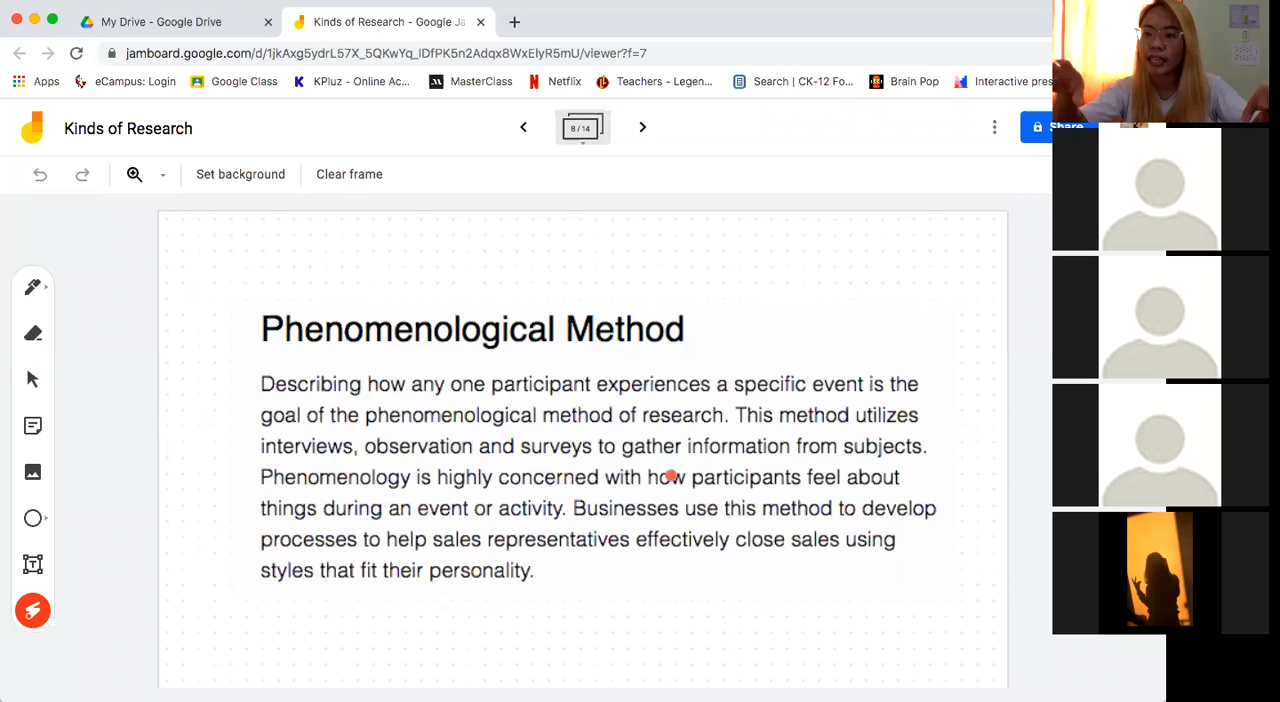 My Drive - Google Drive
Kinds of Research - Google Ja
jamboard.google.com/d/1jkAxg5ydrL57X_5QKwYq_lDfPK5n2Adqx8WxElyR5mU/viewer?f=7
Apps eCampus: Login Google Class KPluz - Online Ac... MasterClass Netflix Teachers - Legen... Search | CK-12 Fo... Brain Pop Interactive pres
Kinds of Research
8 / 14
Share
Set background Clear frame
Phenomenological Method
Describing how any one participant experiences a specific event is the
goal of the phenomenological method of research. This method utilizes
interviews, observation and surveys to gather information from subjects.
Phenomenology is highly concerned with how participants feel about
things during an event or activity. Businesses use this method to develop
processes to help sales representatives effectively close sales using
styles that fit their personality.